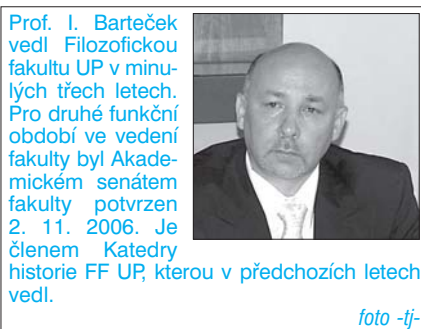 Prof. I. Barteček
vedl Filozofickou
fakultu UP v minu-
lých třech letech.
Pro druhé funkční
období ve vedení
fakulty byl Akade-
mickém senátem
fakulty potvrzen
2. 11. 2006. Je
členem Katedry
historie FF UP, kterou v předchozích letech
vedl.
foto -tj-